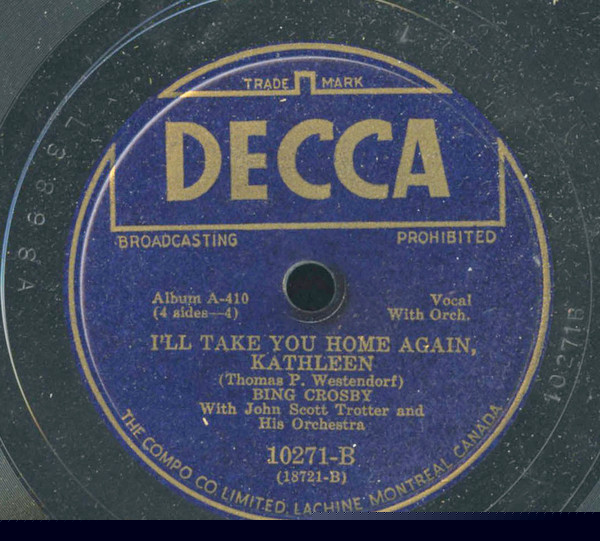 TRADE MARK
DECCA
BROADCASTING PROHIBITED
Album A-410
(4 sides—4)
Vocal
With Orch.
I'LL TAKE YOU HOME AGAIN,
KATHLEEN
(Thomas P. Westendorf)
BING CROSBY
With John Scott Trotter and
His Orchestra
10271-B
(18721-B)
THE COMPO CO LIMITED, LACHINE MONTREAL CANADA
10271B